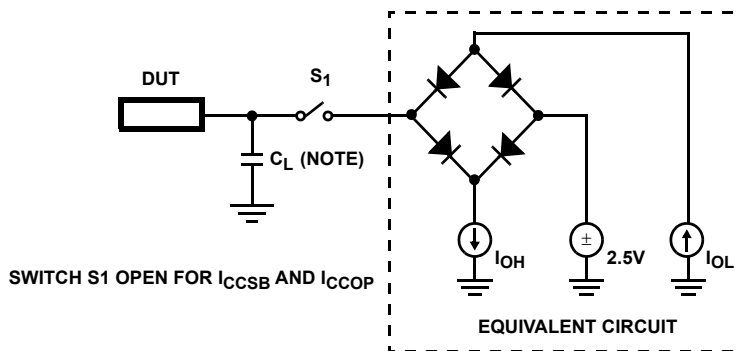 DUT
S1
CL (NOTE)
IOH
±
2.5V
IOL
SWITCH S1 OPEN FOR ICCSB AND ICCOP
EQUIVALENT CIRCUIT